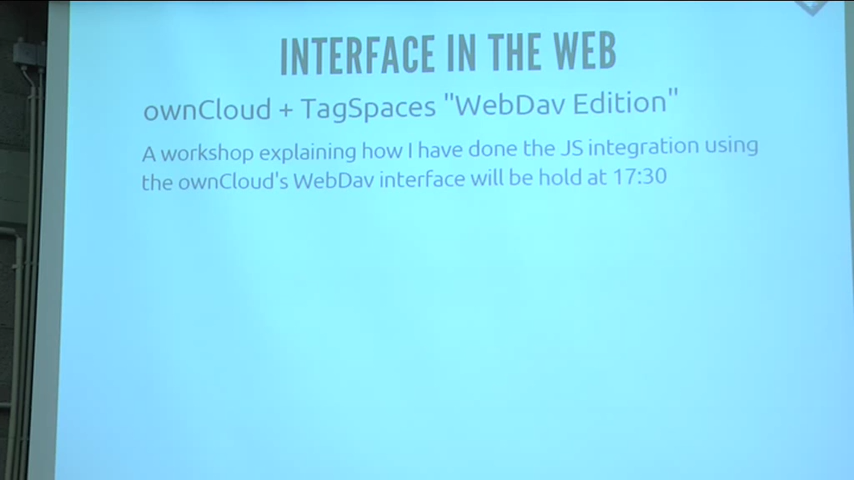 INTERFACE IN THE WEB
ownCloud + TagSpaces "WebDav Edition"
A workshop explaining how I have done the JS integration using
the ownCloud's WebDav interface will be hold at 17:30